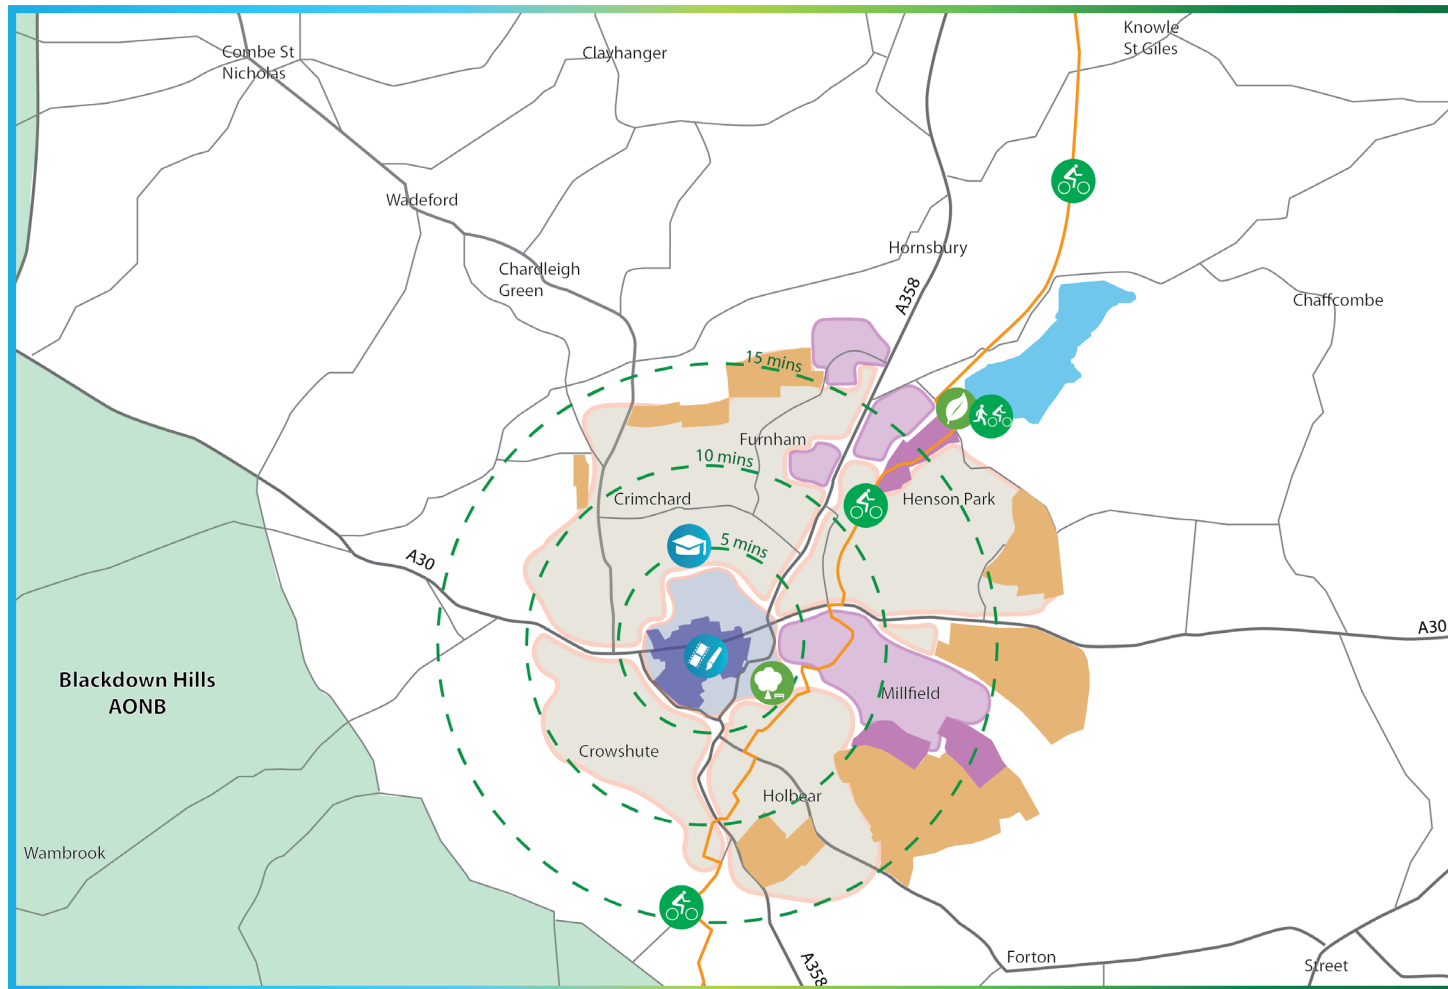 Knowle
St Giles
Combe St
Nicholas
Clayhanger
Wadeford
Hornsbury
Chardleigh
Green
A358
Chaffcombe
15 mins
Furnham
10 mins
Crimchard
Henson Park
5 mins
A30
A30
Blackdown Hills
AONB
Millfield
Crowshute
Holbear
Wambrook
Forton
Street
A358